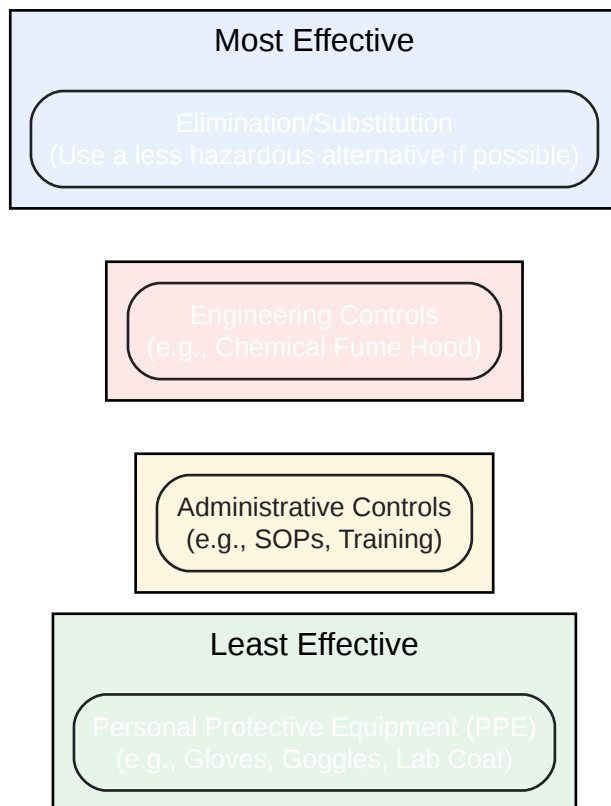 Most Effective
Elimination/Substitution
(Use a less hazardous alternative if possible)
Engineering Controls
(e.g., Chemical Fume Hood)
Administrative Controls
(e.g., SOPs, Training)
Least Effective
Personal Protective Equipment (PPE)
(e.g., Gloves, Goggles, Lab Coat)